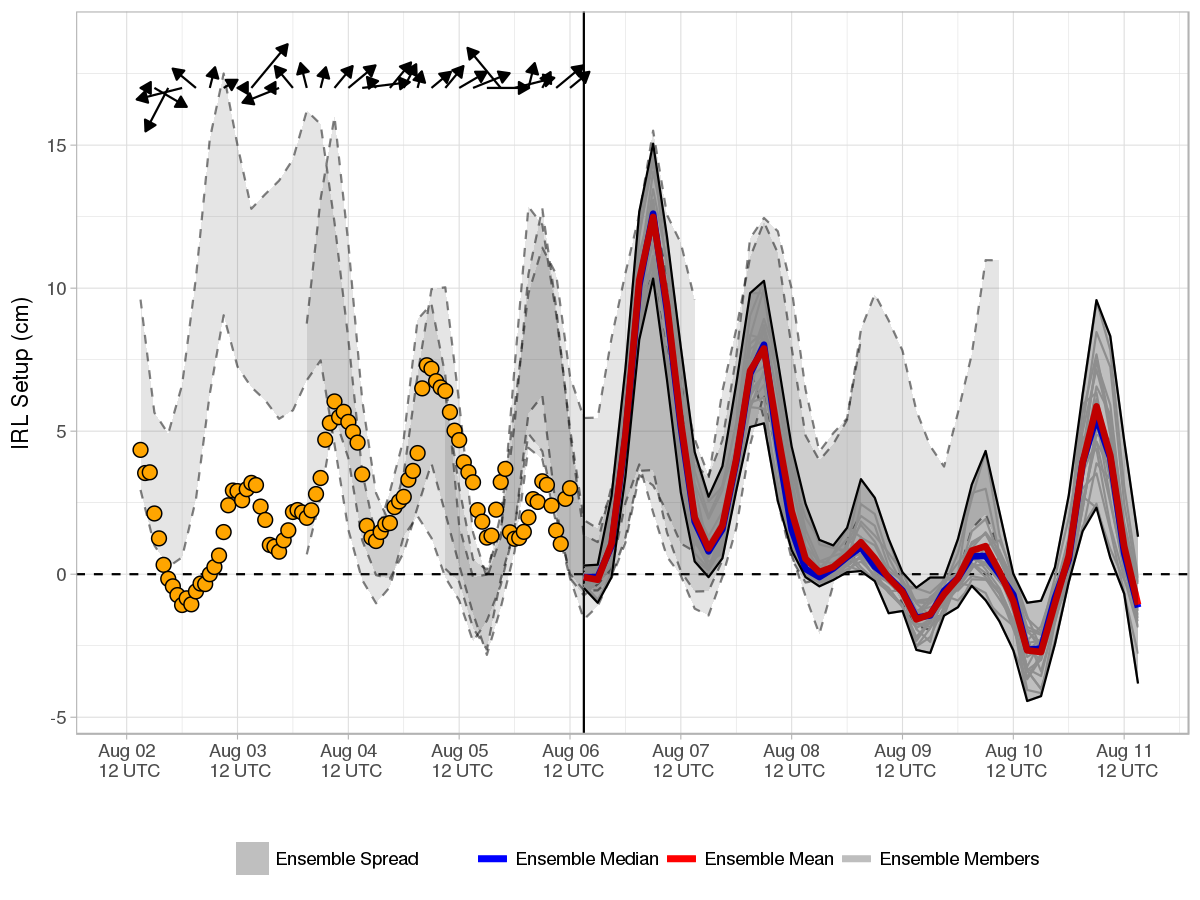 IRL Setup (cm)
15
10
5
0
-5
Aug 02
12 UTC
Aug 03
12 UTC
Aug 04
12 UTC
Aug 05
12 UTC
Aug 06
12 UTC
Aug 07
12 UTC
Aug 08
12 UTC
Aug 09
12 UTC
Aug 10
12 UTC
Aug 11
12 UTC
Ensemble Spread
Ensemble Median
Ensemble Mean
Ensemble Members